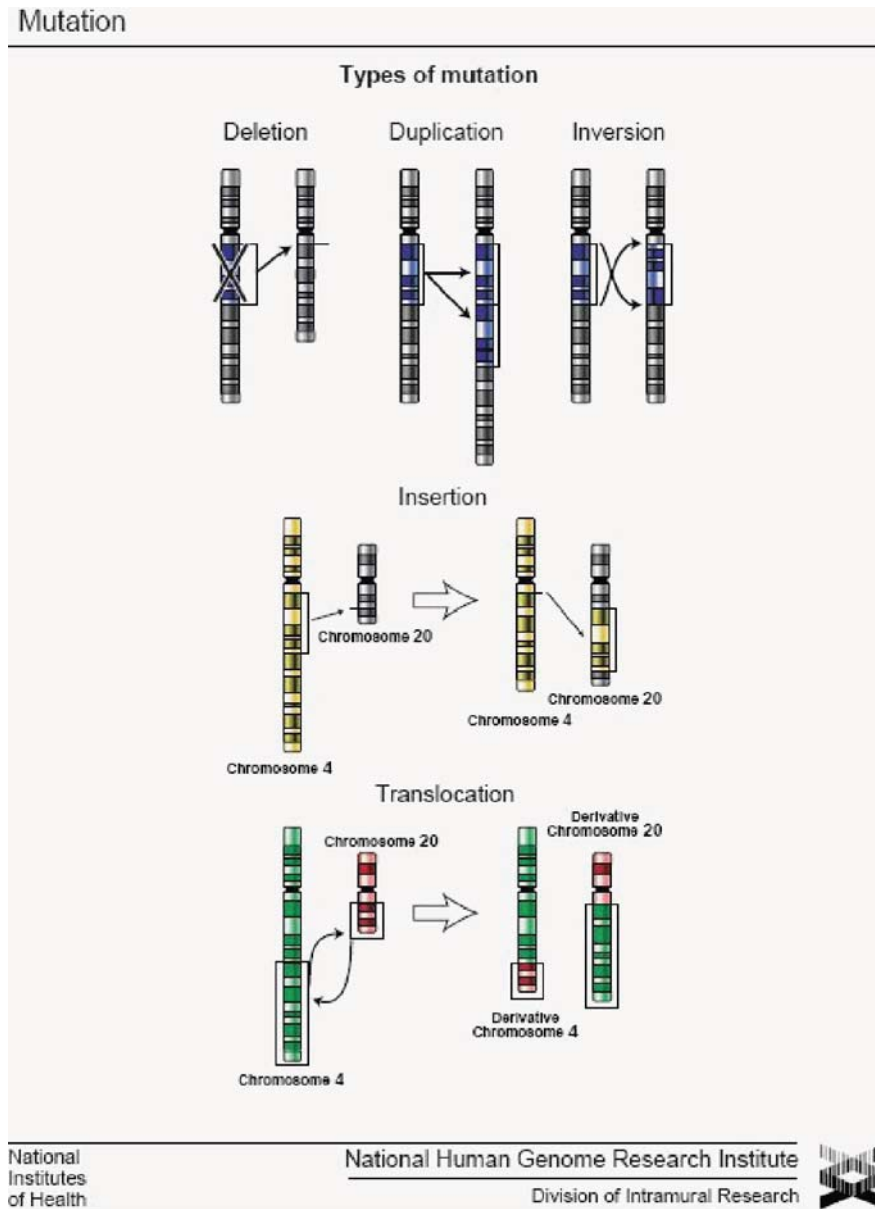 Mutation
Types of mutation
Deletion
Duplication
Inversion
Insertion
Chromosome 20
Chromosome 4
Chromosome 20
Chromosome 4
Translocation
Chromosome 20
Chromosome 4
Derivative
Chromosome 20
Derivative
Chromosome 4
National
Institutes
of Health
National Human Genome Research Institute
Division of Intramural Research